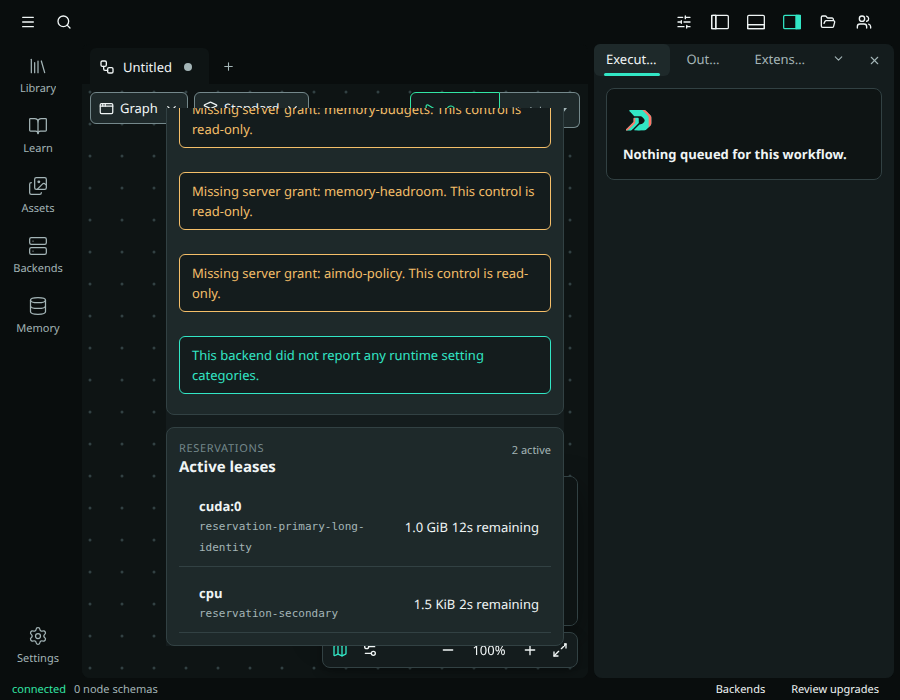 Library
Learn
Assets
Backends
Memory
Settings
Untitled
Graph
Standard
Missing server grant: memory-budgets. This control is
read-only.
Missing server grant: memory-headroom. This control is
read-only.
Missing server grant: aimdo-policy. This control is read-
only.
This backend did not report any runtime setting
categories.
RESERVATIONS
2 active
Active leases
cuda:0
reservation-primary-long-
identity
1.0 GiB 12s remaining
cpu
reservation-secondary
1.5 KiB 2s remaining
100%
Execut...
Out...
Extens...
Nothing queued for this workflow.
connected
0 node schemas
Backends
Review upgrades